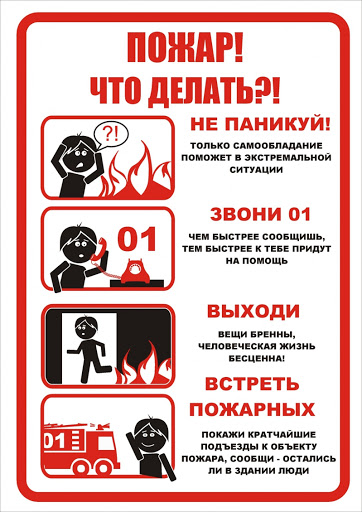 ПОЖАР!
ЧТО ДЕЛАТЬ?!
?!
НЕ ПАНИКУЙ!
ТОЛЬКО САМООБЛАДАНИЕ
ПОМОЖЕТ В ЭКСТРЕМАЛЬНОЙ
СИТУАЦИИ
01
ЗВОНИ 01
ЧЕМ БЫСТРЕЕ СООБЩИШЬ,
ТЕМ БЫСТРЕЕ К ТЕБЕ ПРИДУТ
НА ПОМОЩЬ
ВЫХОДИ
ВЕЩИ БРЕННЫ,
ЧЕЛОВЕЧЕСКАЯ ЖИЗНЬ
БЕСЦЕННА!
01
ВСТРЕТЬ
ПОЖАРНЫХ
ПОКАЖИ КРАТЧАЙШИЕ
ПОДЪЕЗДЫ К ОБЪЕКТУ
ПОЖАРА, СООБЩИ - ОСТАЛИСЬ
ЛИ В ЗДАНИИ ЛЮДИ